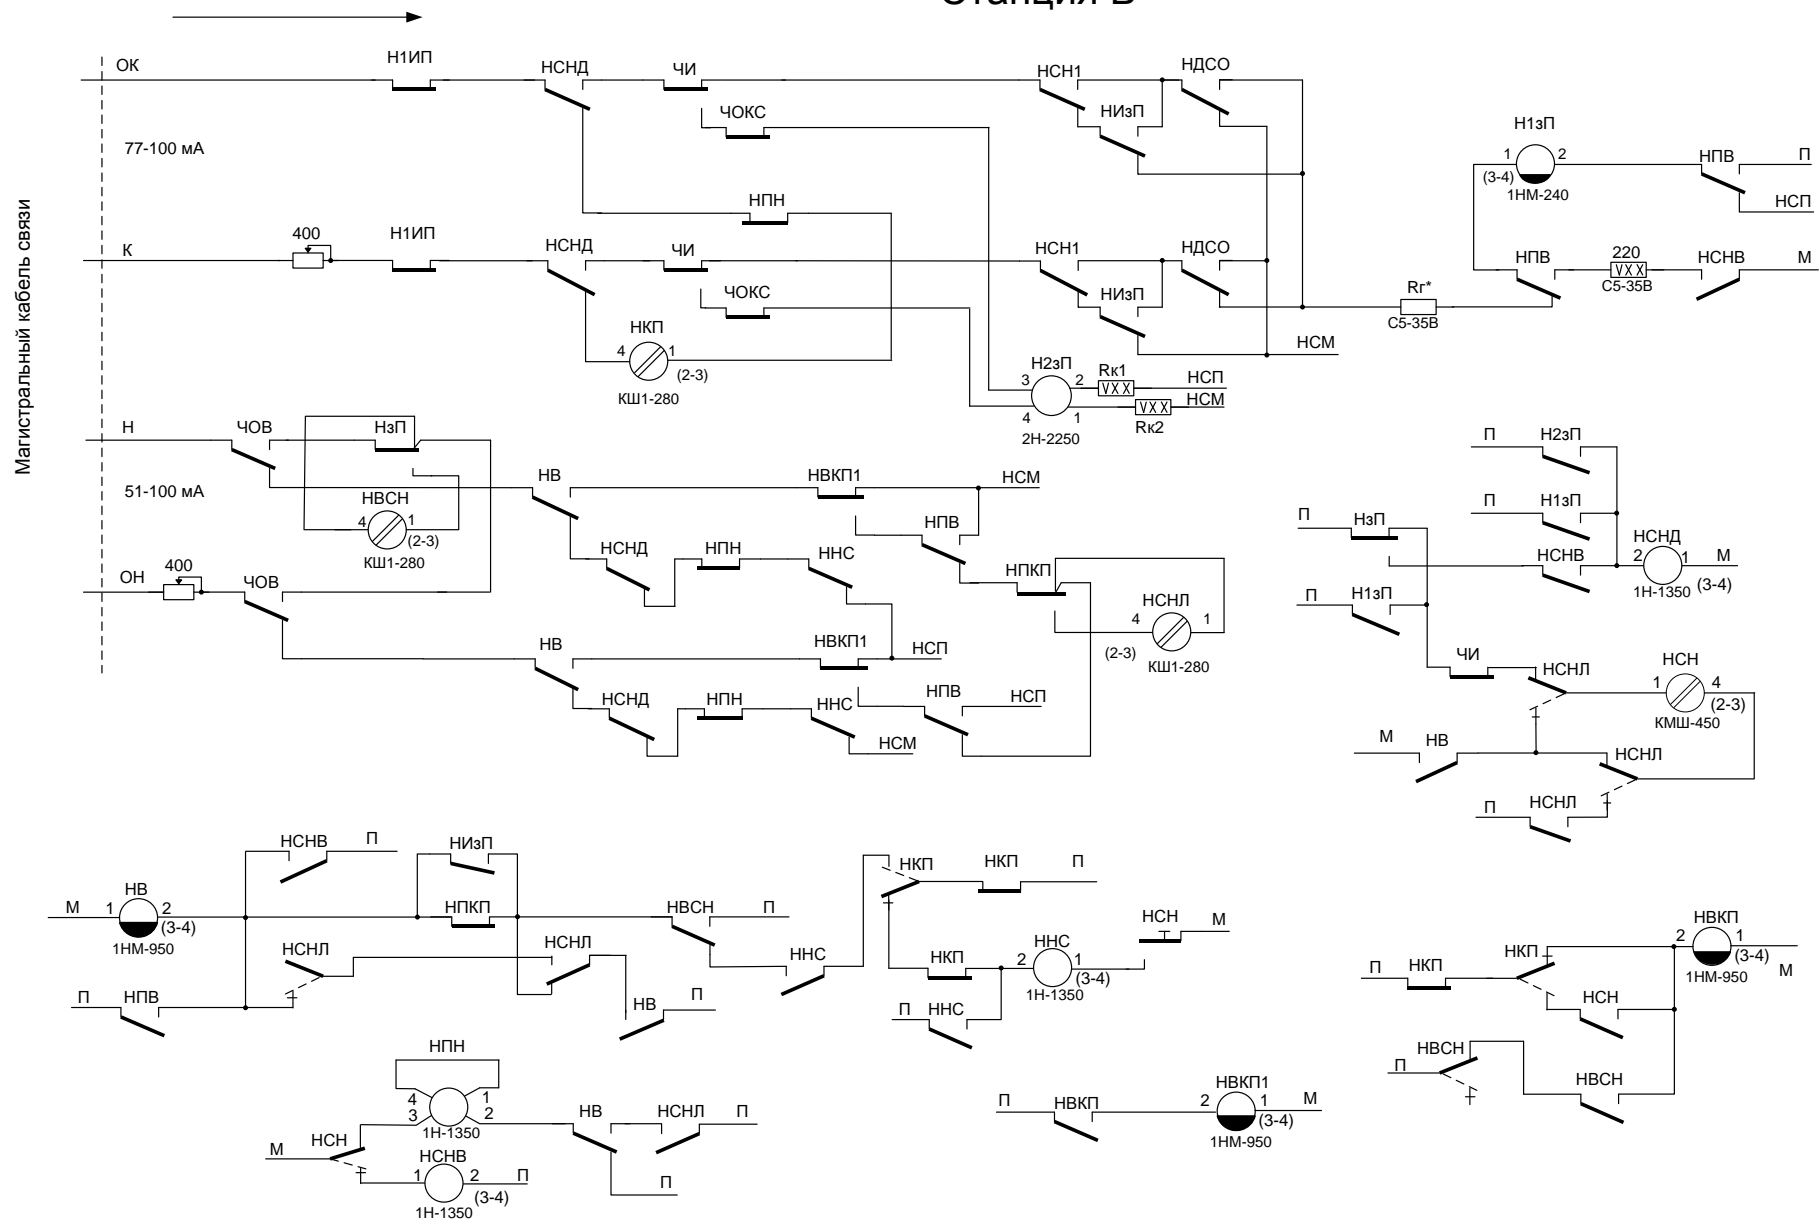 Станция Б
Магистральный кабель связи
ОК
Н1ИП
НСНД
ЧИ
ЧОКС
НСН1
НИзП
НДСО
77-100 мА
НПН
К
400
Н1ИП
НСНД
ЧИ
ЧОКС
НСН1
НИзП
НДСО
НКП
4
1
(2-3)
КШ1-280
НСМ
Rг*
С5-35В
Н1зП
1
2
(3-4)
1НМ-240
НПВ
П
НСП
НПВ
220
VXX
С5-35В
НСНВ
М
Н2зП
3
2
4
1
2Н-2250
Rк1
VXX
НСП
VXX
НСМ
Rк2
Н
ЧОВ
НзП
51-100 мА
НВСН
4
1
(2-3)
КШ1-280
ОН
400
ЧОВ
НВ
НВКП1
НСМ
НПВ
НСНД
НПН
ННС
НПКП
НСНЛ
4
1
(2-3)
КШ1-280
НВ
НВКП1
НСП
НСНД
НПН
ННС
НПВ
НСП
НСМ
П
Н2зП
П
Н1зП
П
НзП
НСНВ
НСНД
2
1
М
1Н-1350
(3-4)
П
Н1зП
ЧИ
НСНЛ
НСН
1
4
(2-3)
КМШ-450
М
НВ
НСНЛ
П
НСНЛ
НСНВ
П
НИзП
М
НВ
1
2
(3-4)
1НМ-950
НПКП
НВСН
П
НСНЛ
НСНЛ
ННС
П
НПВ
НВ
П
НКП
НКП
П
НСН
М
НКП
ННС
2
1
(3-4)
1Н-1350
П
ННС
НВКП
2
1
(3-4)
1НМ-950
М
П
НКП
НКП
НСН
П
НВСН
НВСН
НПН
4
1
3
2
1Н-1350
НВ
НСНЛ
П
П
М
НСН
НСНВ
1
2
П
(3-4)
1Н-1350
П
НВКП
НВКП1
2
1
М
(3-4)
1НМ-950